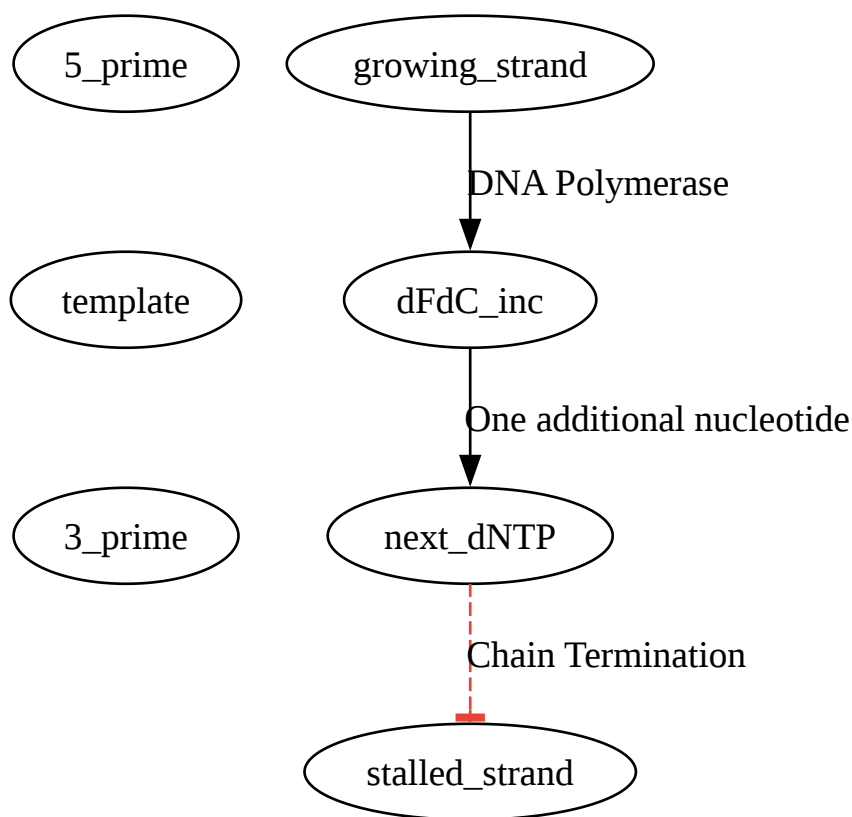 5_prime
growing_strand
DNA Polymerase
template
dFdC_inc
One additional nucleotide
3_prime
next_dNTP
Chain Termination
stalled_strand